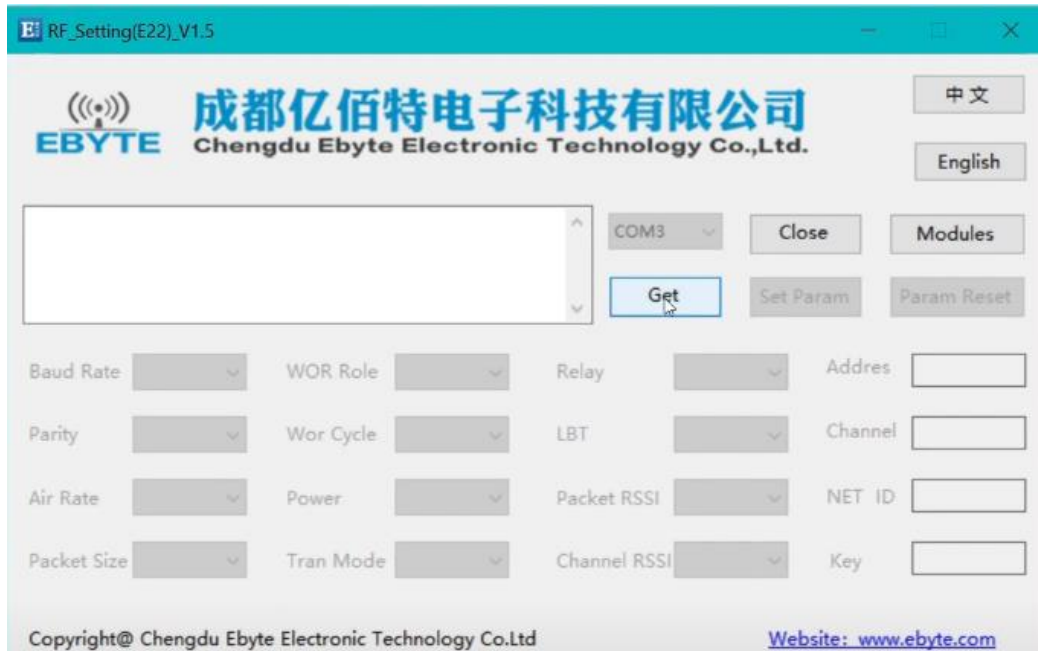 RF_Setting(E22)_V1.5
EBYTE
成都亿佰特电子科技有限公司
Chengdu Ebyte Electronic Technology Co.,Ltd.
中文
English
COM3 Close Modules
Get Set Param Param Reset
Baud Rate WOR Role Relay Addres
Parity Wor Cycle LBT Channel
Air Rate Power Packet RSSI NET ID
Packet Size Tran Mode Channel RSSI Key
Copyright@ Chengdu Ebyte Electronic Technology Co.Ltd Website: www.ebyte.com